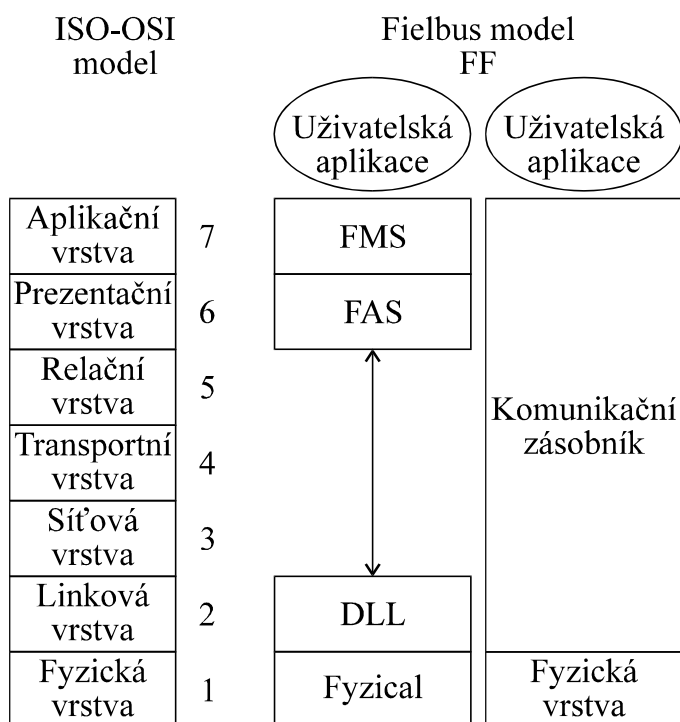 ISO-OSI
model
Fielbus model
FF
Uživatelská
aplikace
Uživatelská
aplikace
Aplikační
vrstva
7
FMS
Prezentační
vrstva
6
FAS
Relační
vrstva
5
Komunikační
zásobník
Transportní
vrstva
4
Síťová
vrstva
3
Linková
vrstva
2
DLL
Fyzická
vrstva
1
Fyzical
Fyzická
vrstva